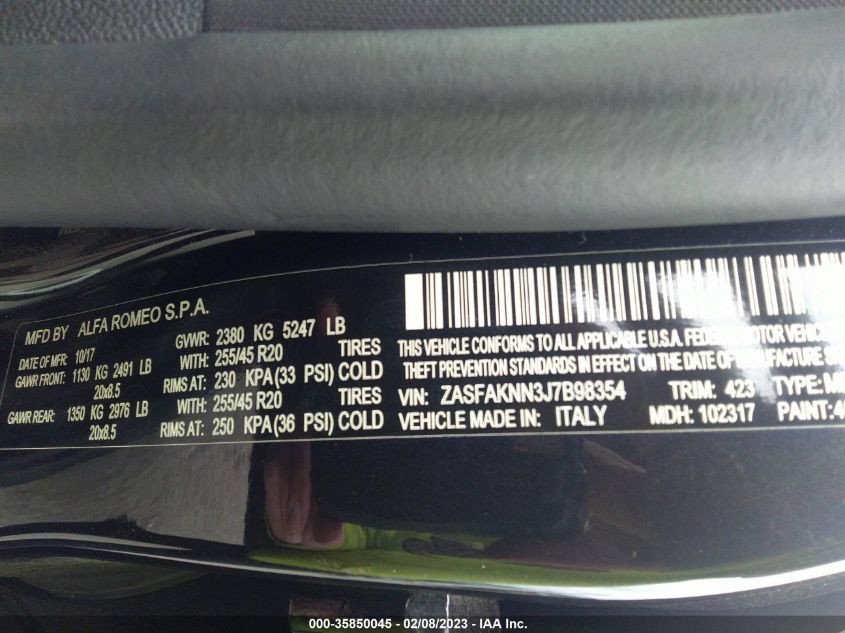 MFD BY ALFA ROMEO S.P.A.
DATE OF MFR: 10/17
GVWR: 2380 KG 5247 LB
GAWR FRONT: 1130 KG 2491 LB
WITH: 255/45 R20 TIRES
20x8.5
RIMS AT: 230 KPA(33 PSI) COLD
GAWR REAR: 1350 KG 2976 LB
WITH: 255/45 R20 TIRES
20x8.5
RIMS AT: 250 KPA(36 PSI) COLD
THIS VEHICLE CONFORMS TO ALL APPLICABLE U.S.A. FEDERAL MOTOR VEHICL
THEFT PREVENTION STANDARDS IN EFFECT ON THE DATE OF MANUFACTURE S
VIN: ZASFAKNN3J7B98354 TRIM: 423 TYPE:
VEHICLE MADE IN: ITALY MDH: 102317 PAINT:
000-35850045 - 02/08/2023 - IAA Inc.